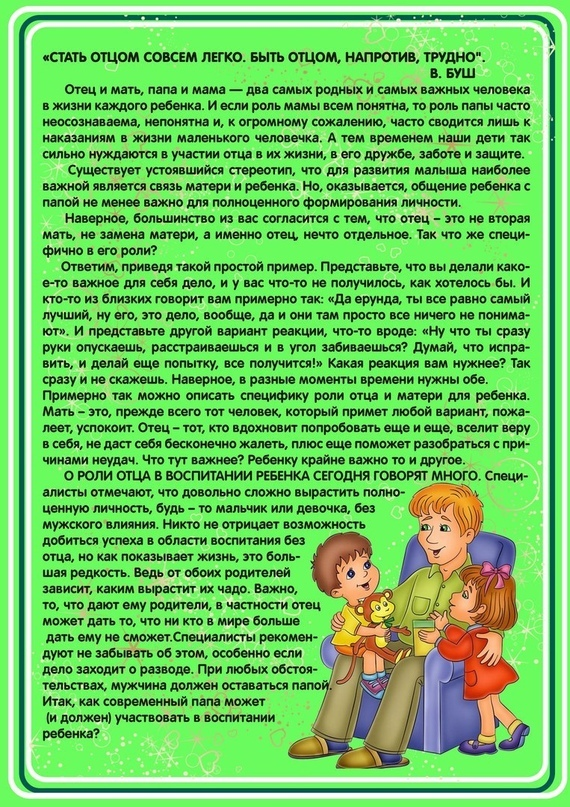 «СТАТЬ ОТЦОМ СОВСЕМ ЛЕГКО. БЫТЬ ОТЦОМ, НАПРОТИВ, ТРУДНО".
В. БУШ
Отец и мать, папа и мама — два самых родных и самых важных человека
в жизни каждого ребенка. И если роль мамы всем понятна, то роль папы часто
неосознаваема, непонятна и, к огромному сожалению, часто сводится лишь к
наказаниям в жизни маленького человечка. А тем временем наши дети так
сильно нуждаются в участии отца в их жизни, в его дружбе, заботе и защите.
Существует устоявшийся стереотип, что для развития малыша наиболее
важной является связь матери и ребенка. Но, оказывается, общение ребенка с
папой не менее важно для полноценного формирования личности.
Наверное, большинство из вас согласится с тем, что отец – это не вторая
мать, не замена матери, а именно отец, нечто отдельное. Так что же специ-
фично в его роли?
Ответим, приведя такой простой пример. Представьте, что вы делали како-
е-то важное для себя дело, и у вас что-то не получилось, как хотелось бы. И
кто-то из близких говорит вам примерно так: «Да ерунда, ты все равно самый
лучший, ну его, это дело, вообще, да и они там просто все ничего не понима-
ют». И представьте другой вариант реакции, что-то вроде: «Ну что ты сразу
руки опускаешь, расстраиваешься и в угол забиваешься? Думай, что испра-
вить, и делай еще попытку, все получится!» Какая реакция вам нужнее? Так
сразу и не скажешь. Наверное, в разные моменты времени нужны обе.
Примерно так можно описать специфику роли отца и матери для ребенка.
Мать – это, прежде всего тот человек, который примет любой вариант, пожа-
леет, успокоит. Отец – тот, кто вдохновит попробовать еще и еще, вселит веру
в себя, не даст себя бесконечно жалеть, плюс еще поможет разобраться с при-
чинами неудач. Что тут важнее? Ребенку крайне важно то и другое.
О РОЛИ ОТЦА В ВОСПИТАНИИ РЕБЕНКА СЕГОДНЯ ГОВОРЯТ МНОГО. Специ-
алисты отмечают, что довольно сложно вырастить полно-
ценную личность, будь – то мальчик или девочка, без
мужского влияния. Никто не отрицает возможность
добиться успеха в области воспитания без
отца, но как показывает жизнь, это боль-
шая редкость. Ведь от обоих родителей
зависит, каким вырастит их чадо. Важно,
то, что дают ему родители, в частности отец
может дать то, что ни кто в мире больше
дать ему не сможет.Специалисты рекомен-
дуют не забывать об этом, особенно если
дело заходит о разводе. При любых обстоя-
тельствах, мужчина должен оставаться папой.
Итак, как современный папа может
(и должен) участвовать в воспитании
ребенка?